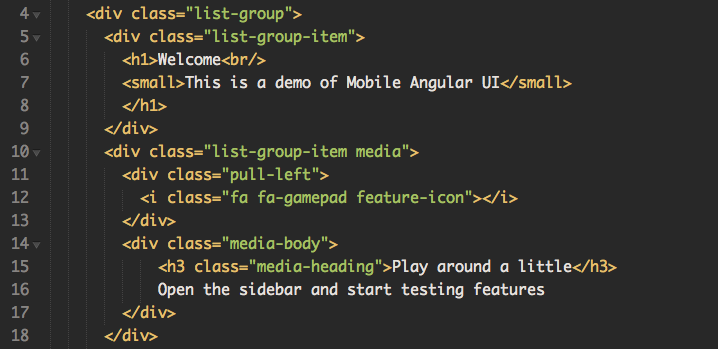 4 <div class="list-group">
5 <div class="list-group-item">
6 <h1>Welcome<br/>
7 <small>This is a demo of Mobile Angular UI</small>
8 </h1>
9 </div>
10 <div class="list-group-item media">
11 <div class="pull-left">
12 <i class="fa fa-gamepad feature-icon"></i>
13 </div>
14 <div class="media-body">
15 <h3 class="media-heading">Play around a little</h3>
16 Open the sidebar and start testing features
17 </div>
18 </div>